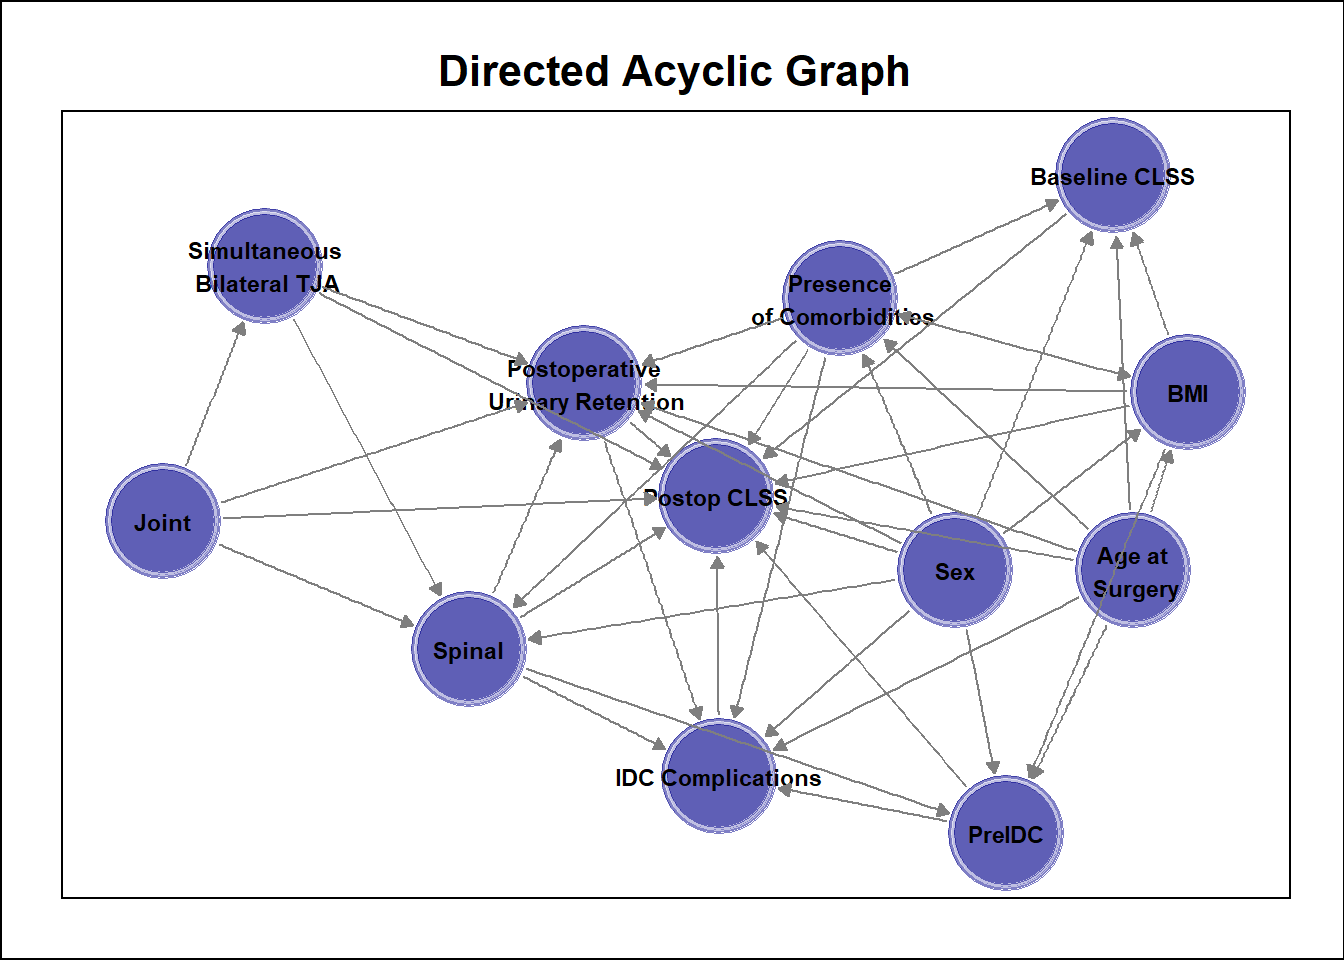 Directed Acyclic Graph
Baseline CLSS
Simultaneous
Bilateral TJA
Presence
of Comorbidities
Postoperative
Urinary Retention
BMI
Postop CLSS
Joint
Sex
Age at
Surgery
Spinal
IDC Complications
PreIDC